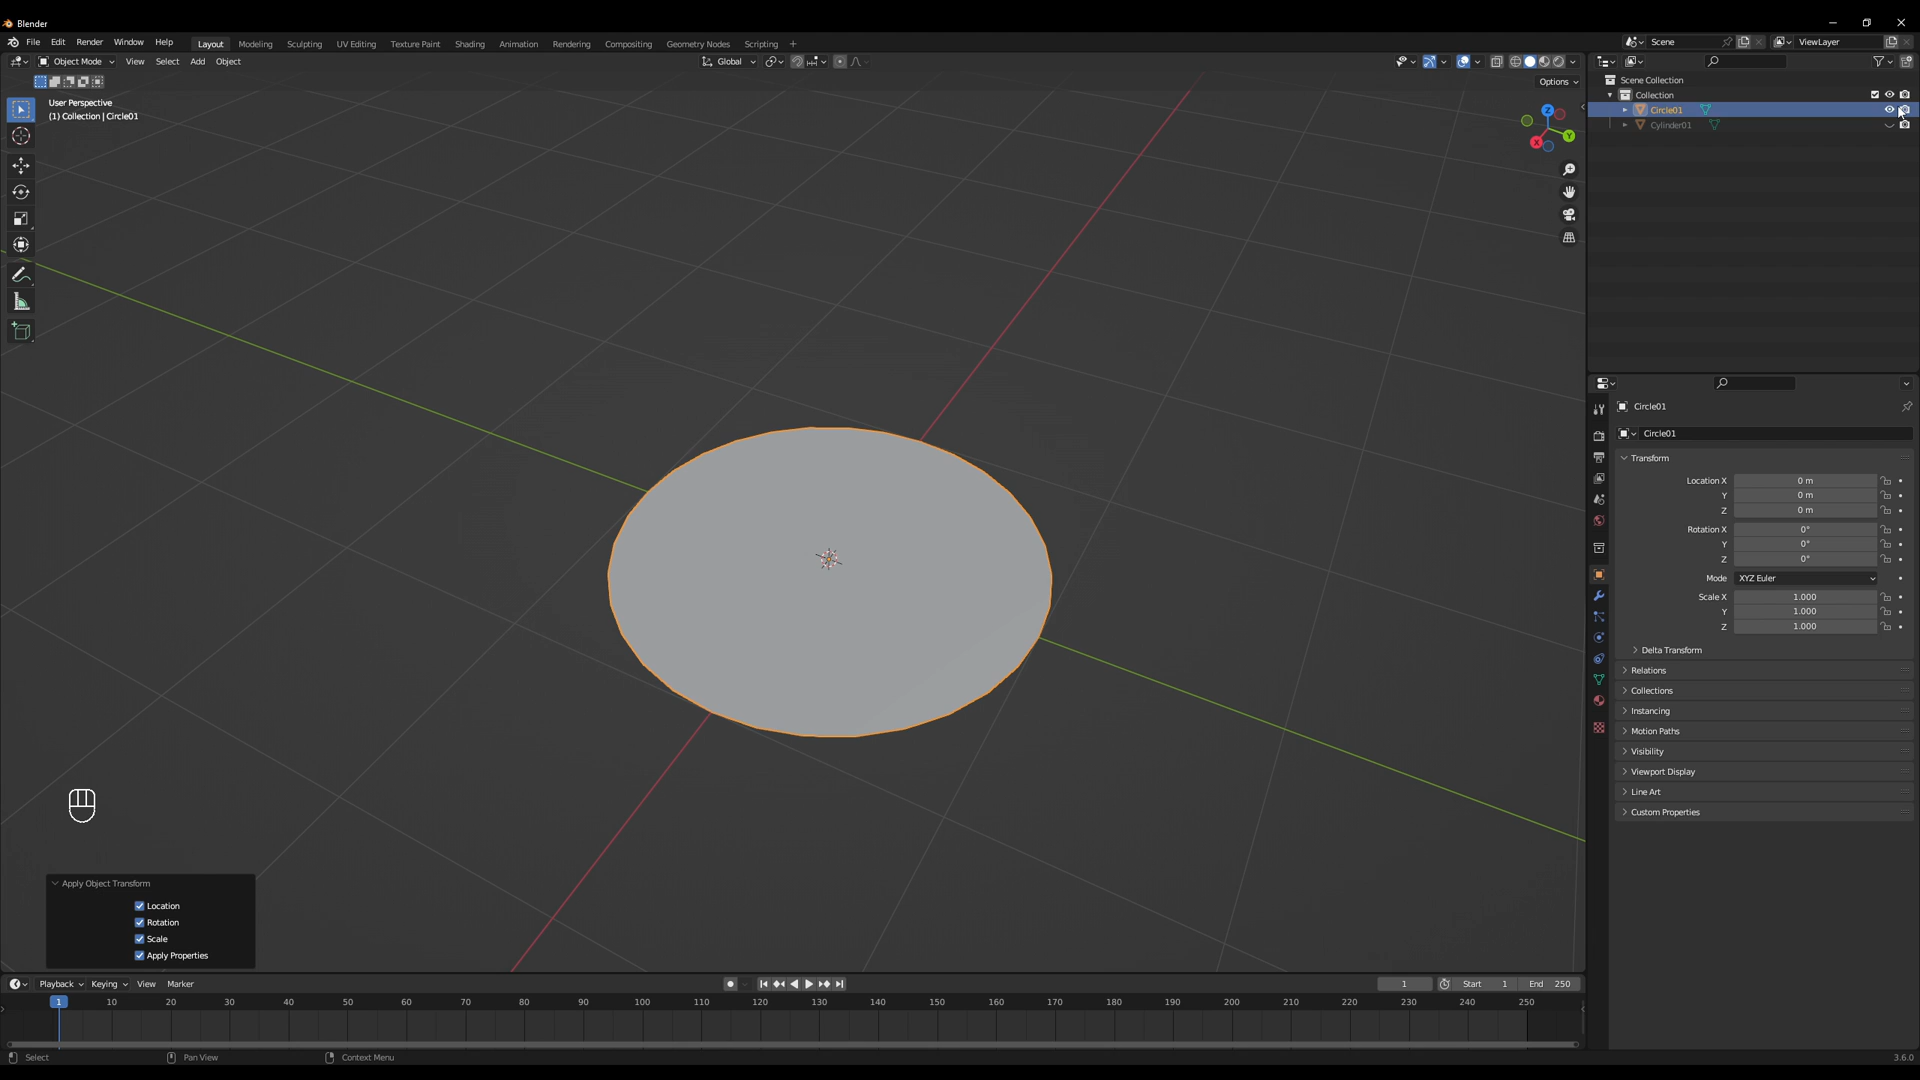 Blender
File Edit Render Window Help Layout Modeling Sculpting UV Editing Texture Paint Shading Animation Rendering Compositing Geometry Nodes Scripting + Scene ViewLayer
Object Mode View Select Add Object Global
Options
User Perspective
(1) Collection | Circle01
Z
Y
X
Scene Collection
Collection
Circle01
Cylinder01
Circle01
Circle01
Transform
Location X 0 m
Y 0 m
Z 0 m
Rotation X 0°
Y 0°
Z 0°
Mode XYZ Euler
Scale X 1.000
Y 1.000
Z 1.000
Delta Transform
Relations
Collections
Instancing
Motion Paths
Visibility
Viewport Display
Line Art
Custom Properties
Apply Object Transform
Location
Rotation
Scale
Apply Properties
Playback Keying View Marker 1 Start 1 End 250
1 10 20 30 40 50 60 70 80 90 100 110 120 130 140 150 160 170 180 190 200 210 220 230 240 250
Select Pan View Context Menu 3.6.0